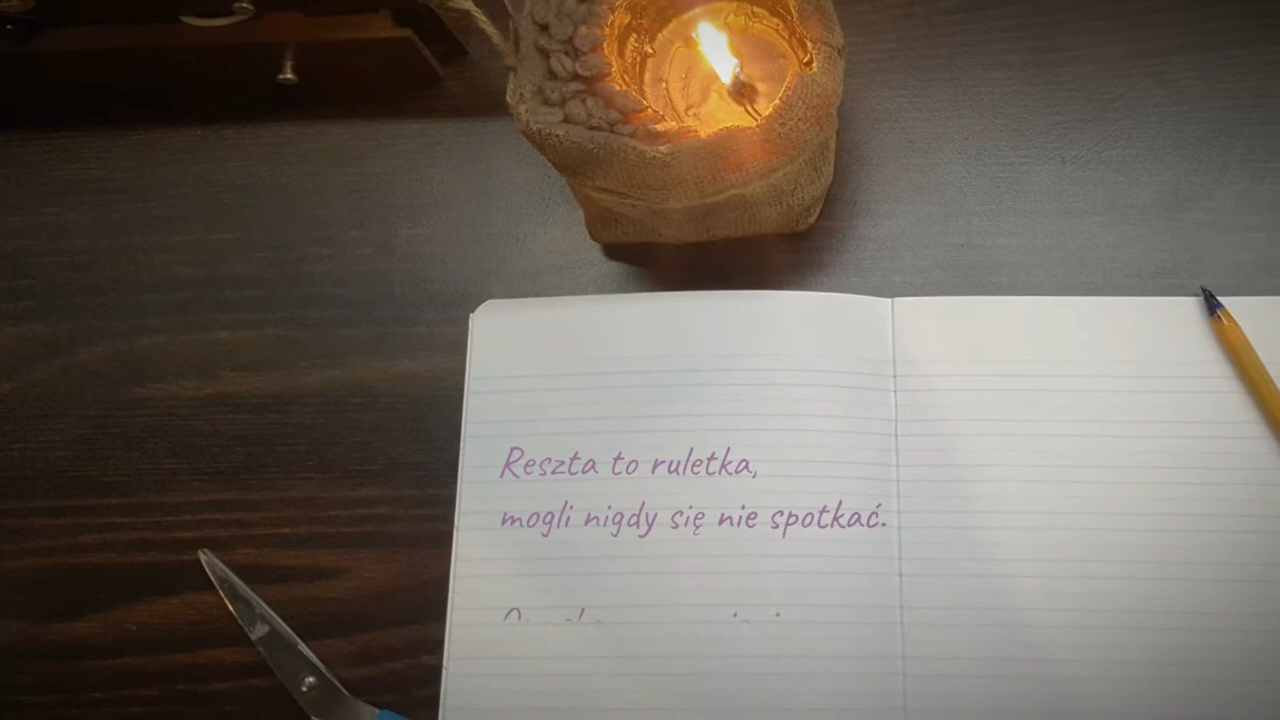 Reszta to ruletka,
mogli nigdy się nie spotkać.